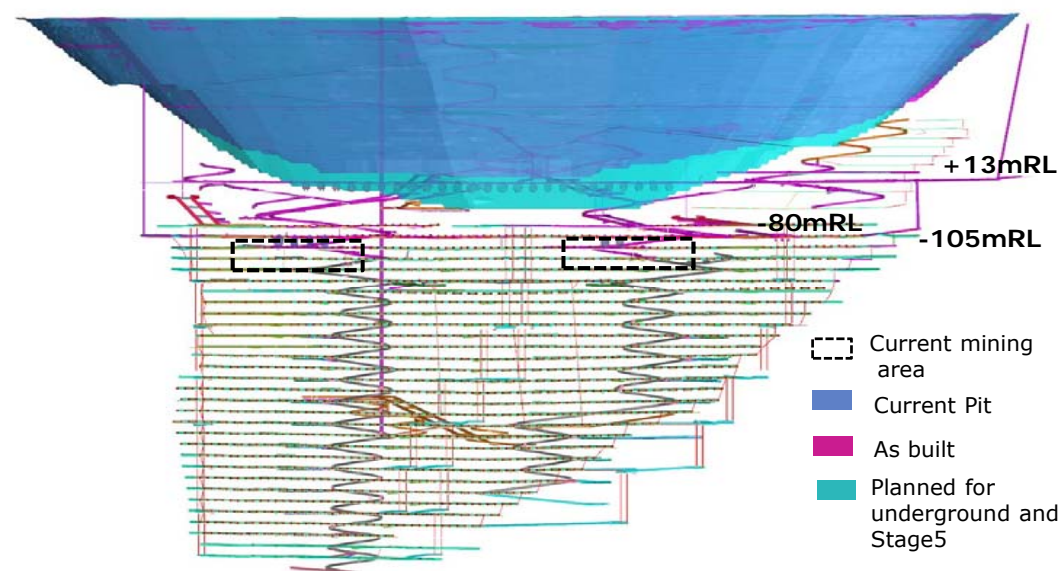 +13mRL
-80mRL
-105mRL
Current mining
area
Current Pit
As built
Planned for
underground and
Stage5